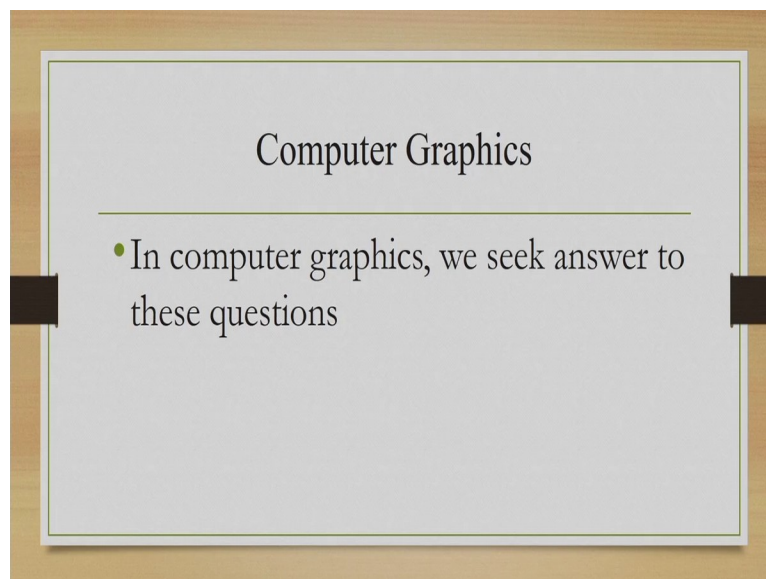 Computer Graphics
•In computer graphics, we seek answer to
these questions